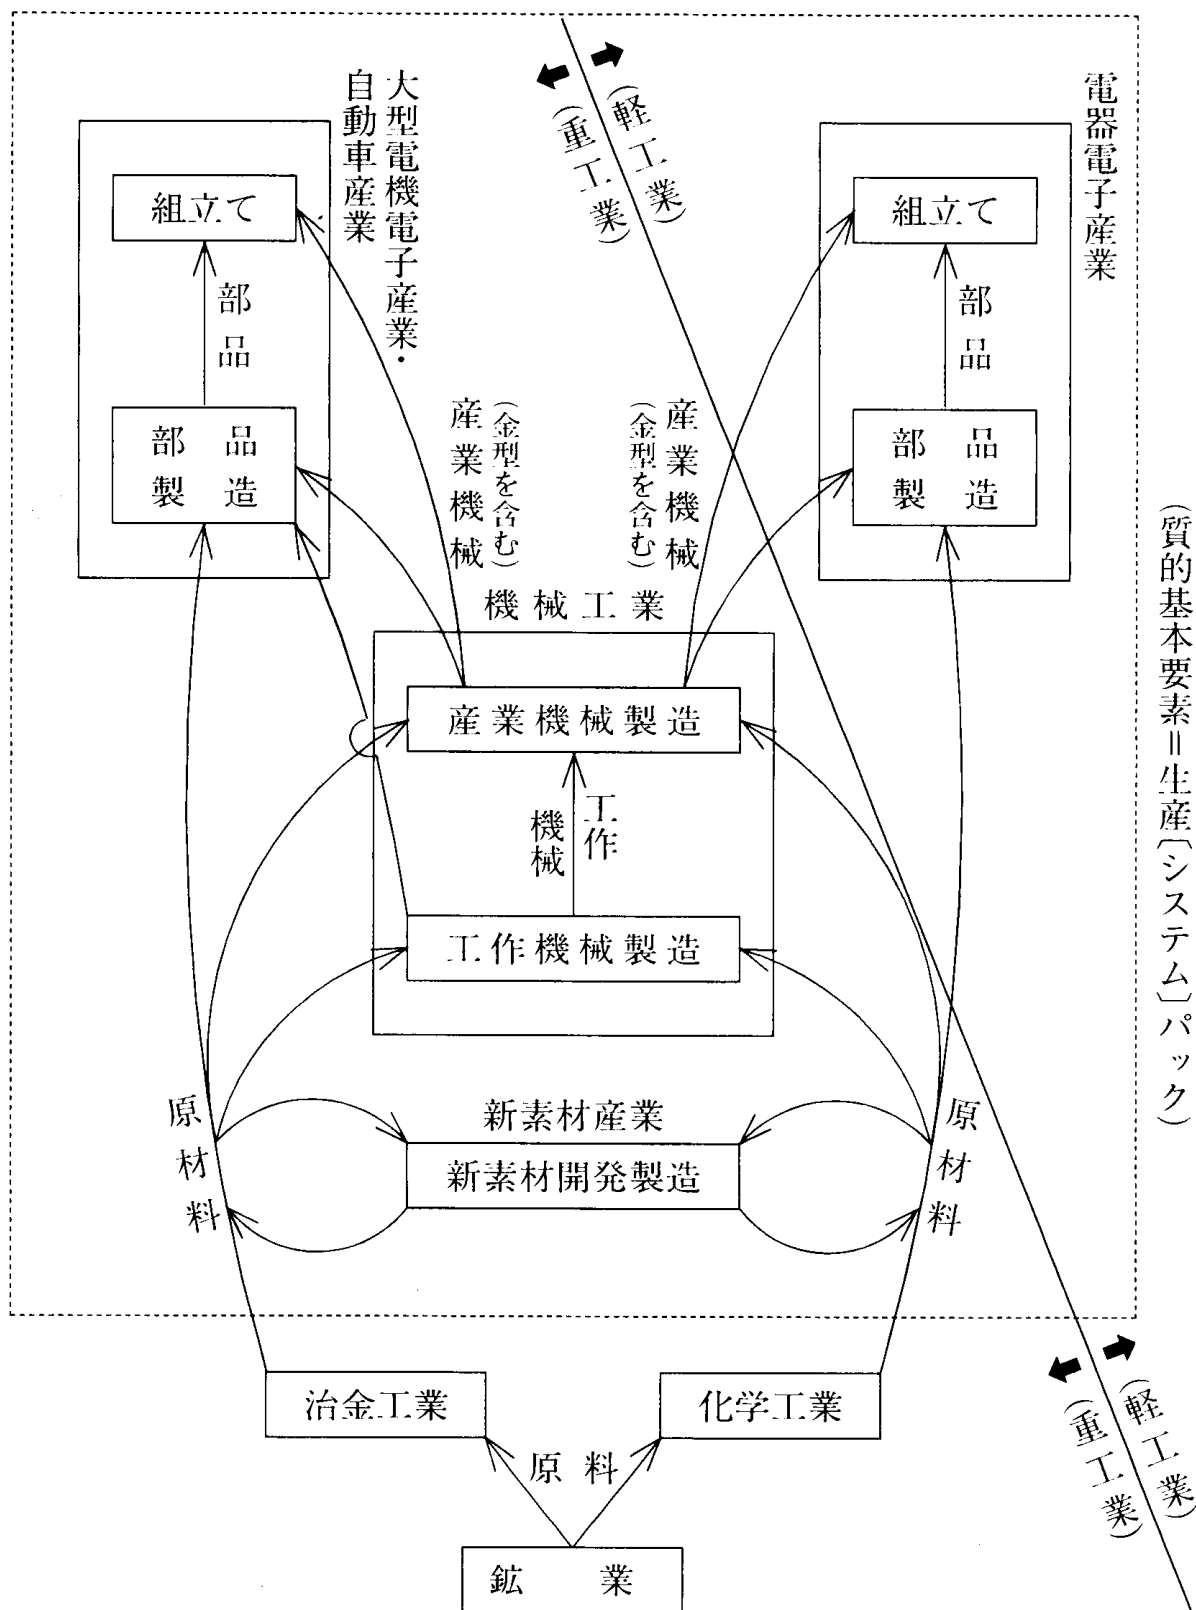 (軽工業)
(重工業)
電器電子産業
大型電機電子産業・
自動車産業
組立て
部品
部品
製造
組立て
部品
部品
製造
産業機械
(金型を含む)
産業機械
(金型を含む)
機械工業
産業機械製造
工作
機械
工作機械製造
新素材産業
新素材開発製造
原材料
原材料
(質的基本要素=生産[システム]パック)
治金工業
化学工業
原料
鉱業
(軽工業)
(重工業)